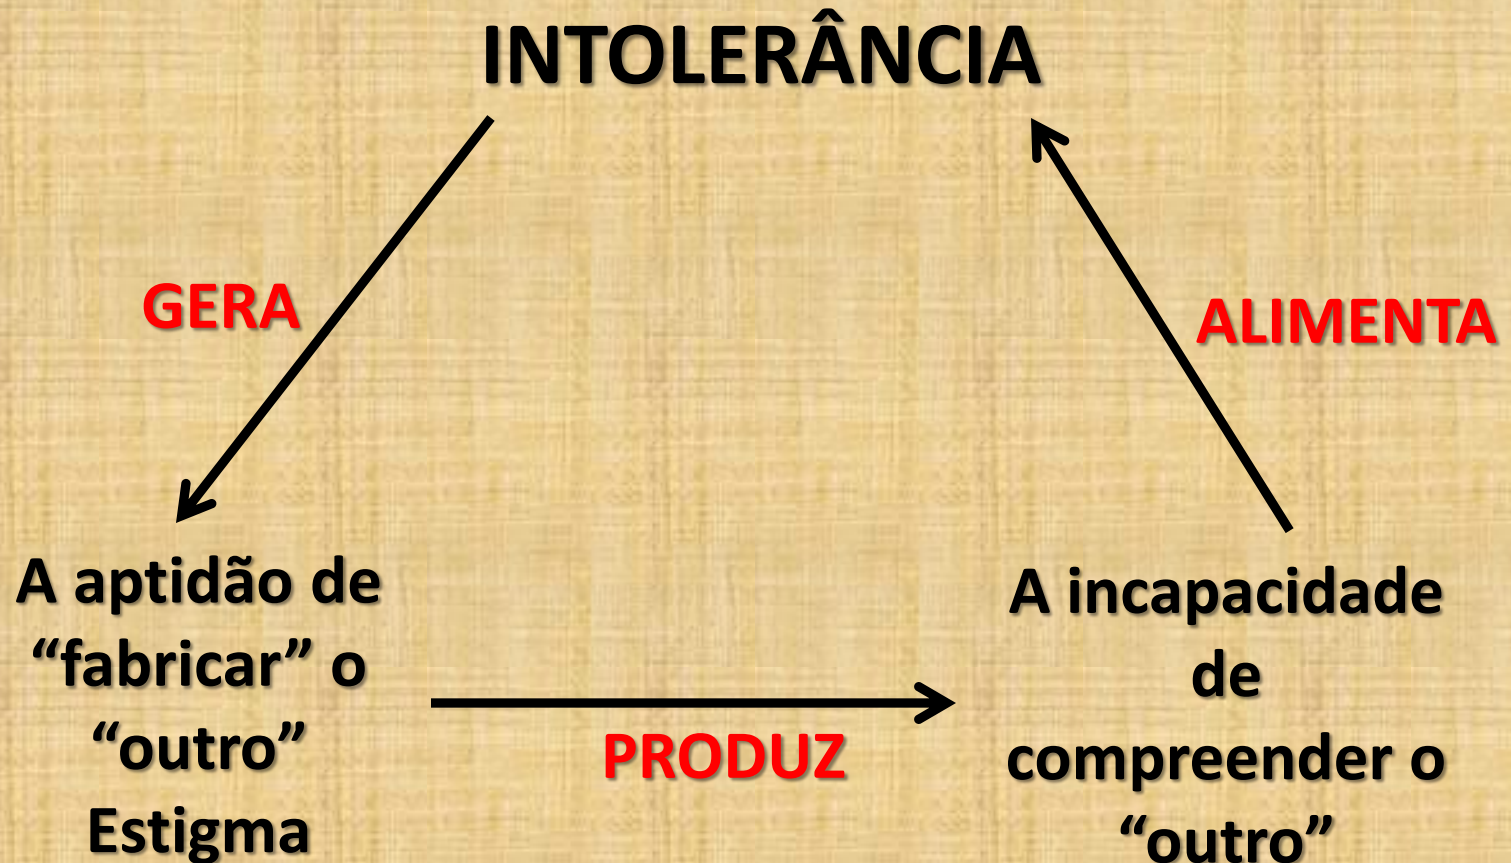 INTOLERÂNCIA
GERA
ALIMENTA
A aptidão de
“fabricar” o
“outro”
Estigma
PRODUZ
A incapacidade
de
compreender o
“outro”